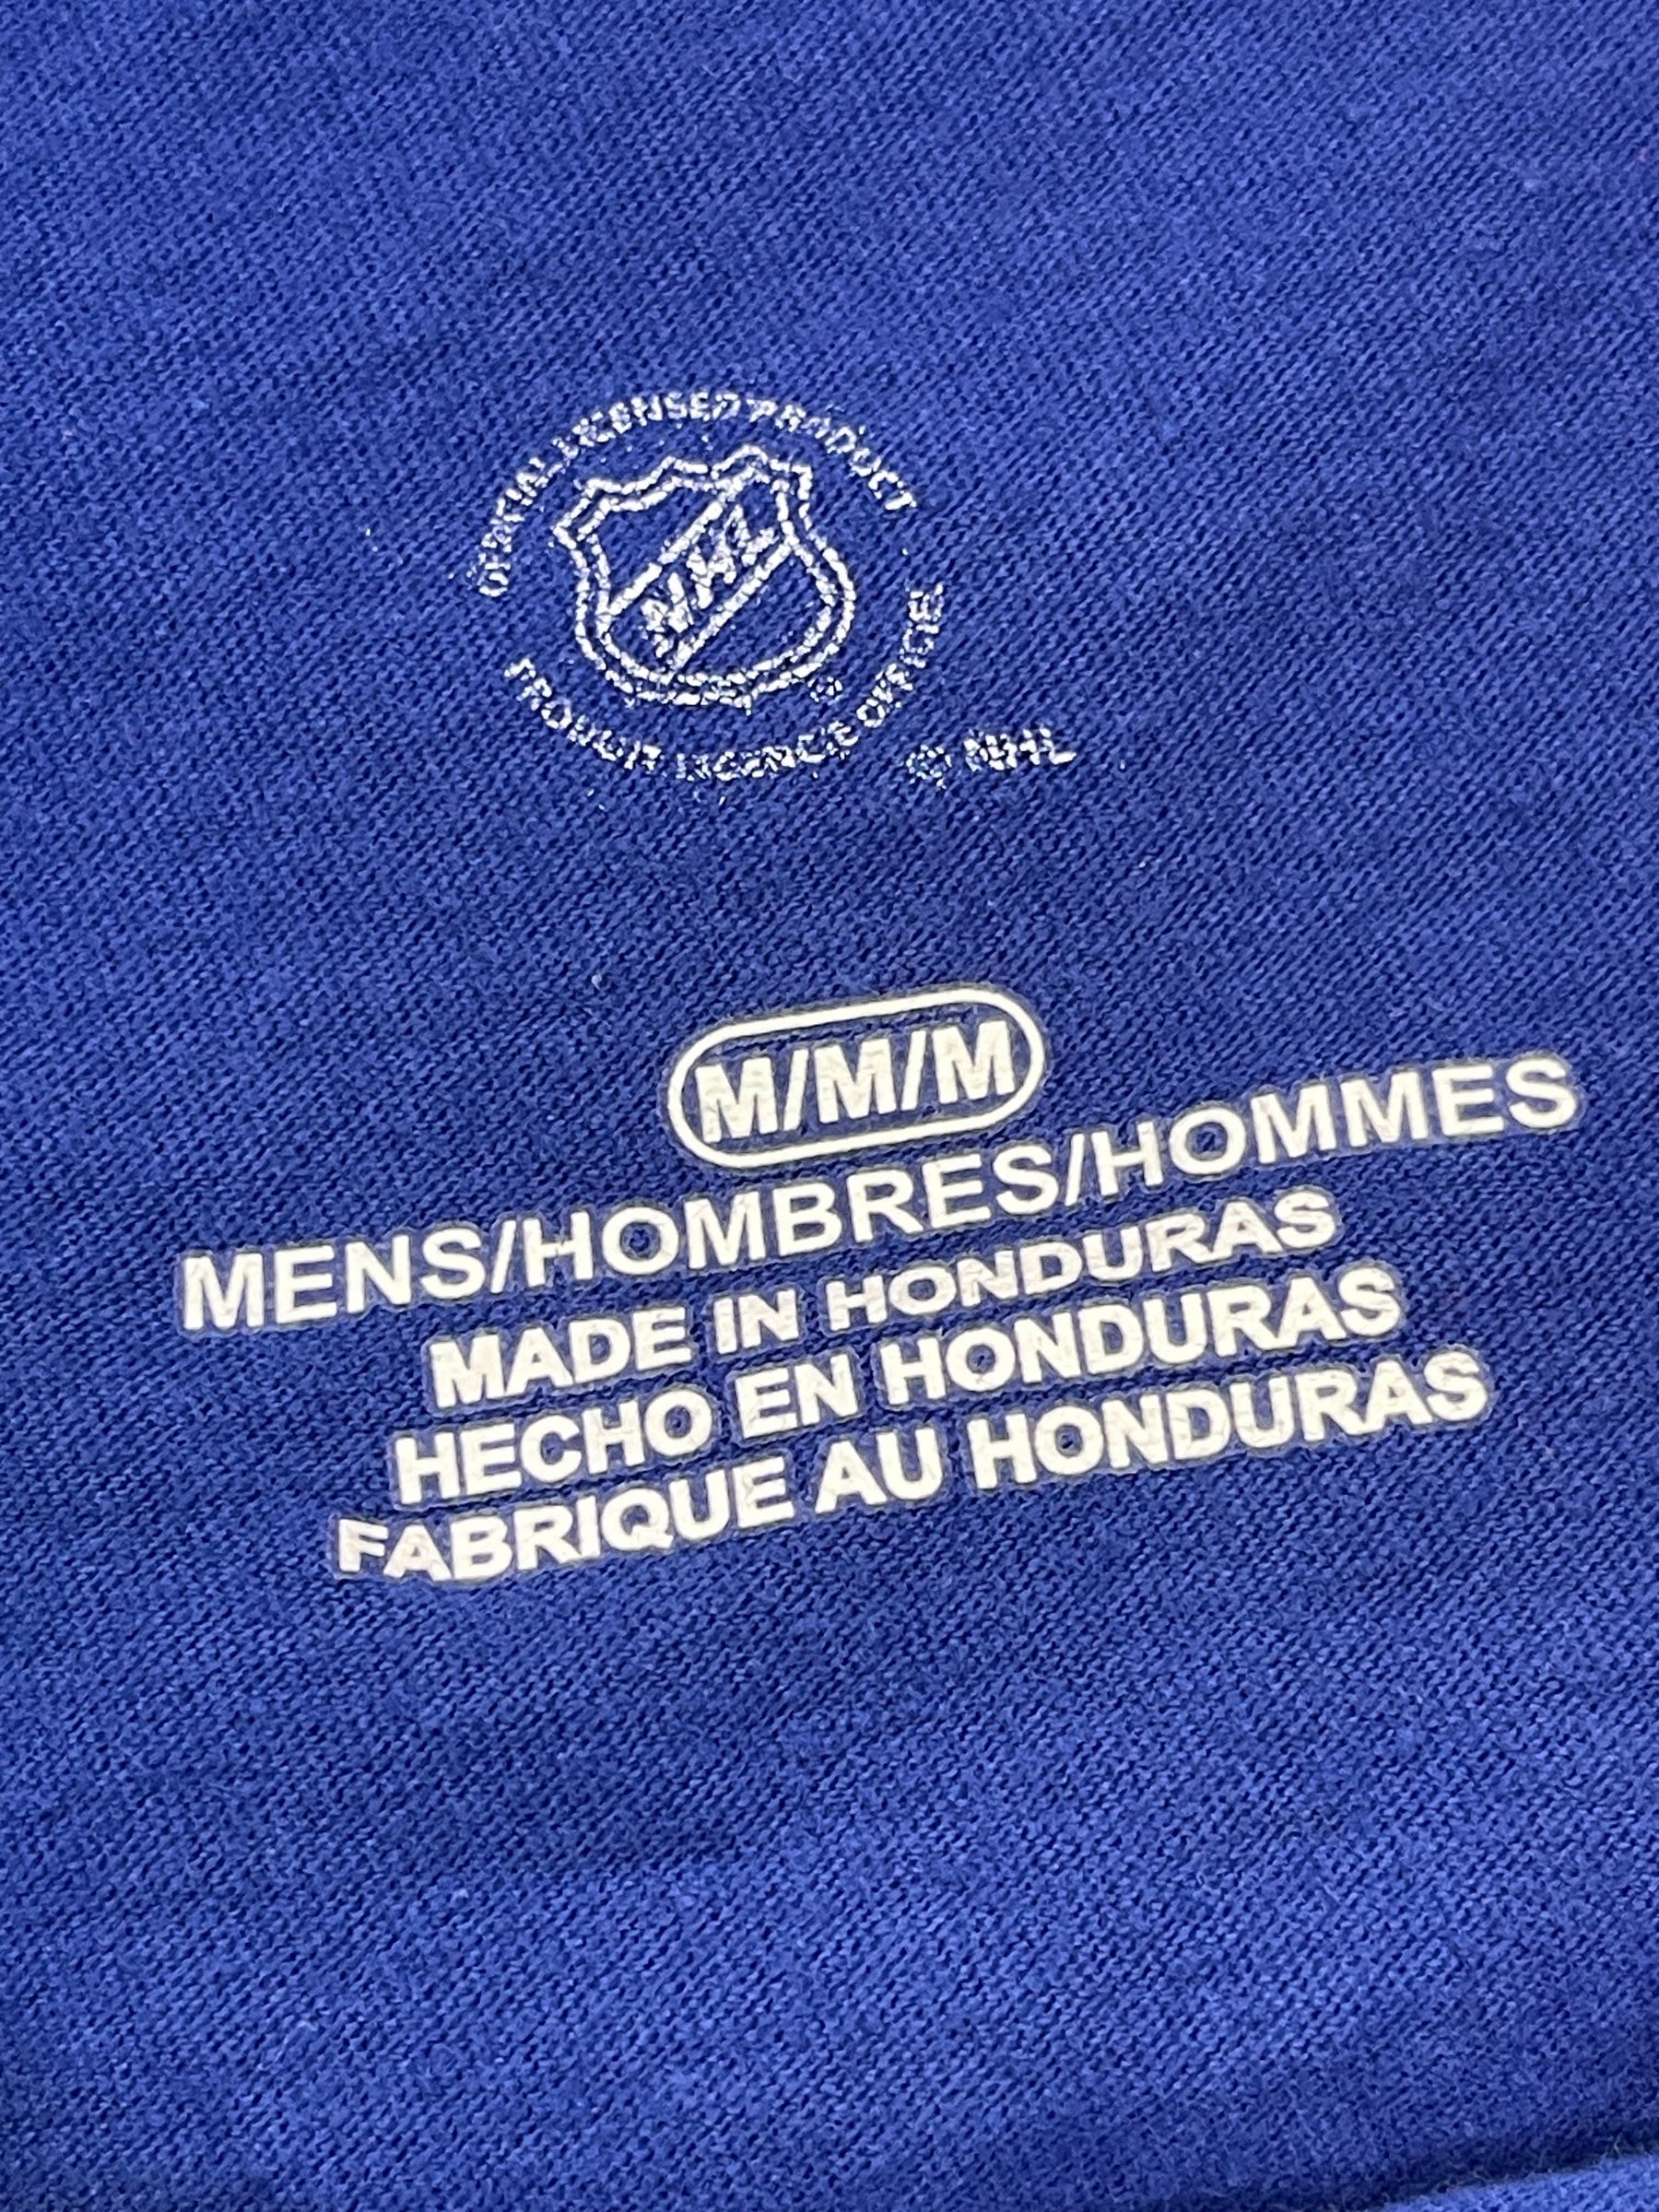 OFFICIAL LICENSED PRODUCT
NHL
®
PRODUIT LICENCIE OFFICIEL
© NHL
M/M/M
MENS/HOMBRES/HOMMES
MADE IN HONDURAS
HECHO EN HONDURAS
FABRIQUE AU HONDURAS